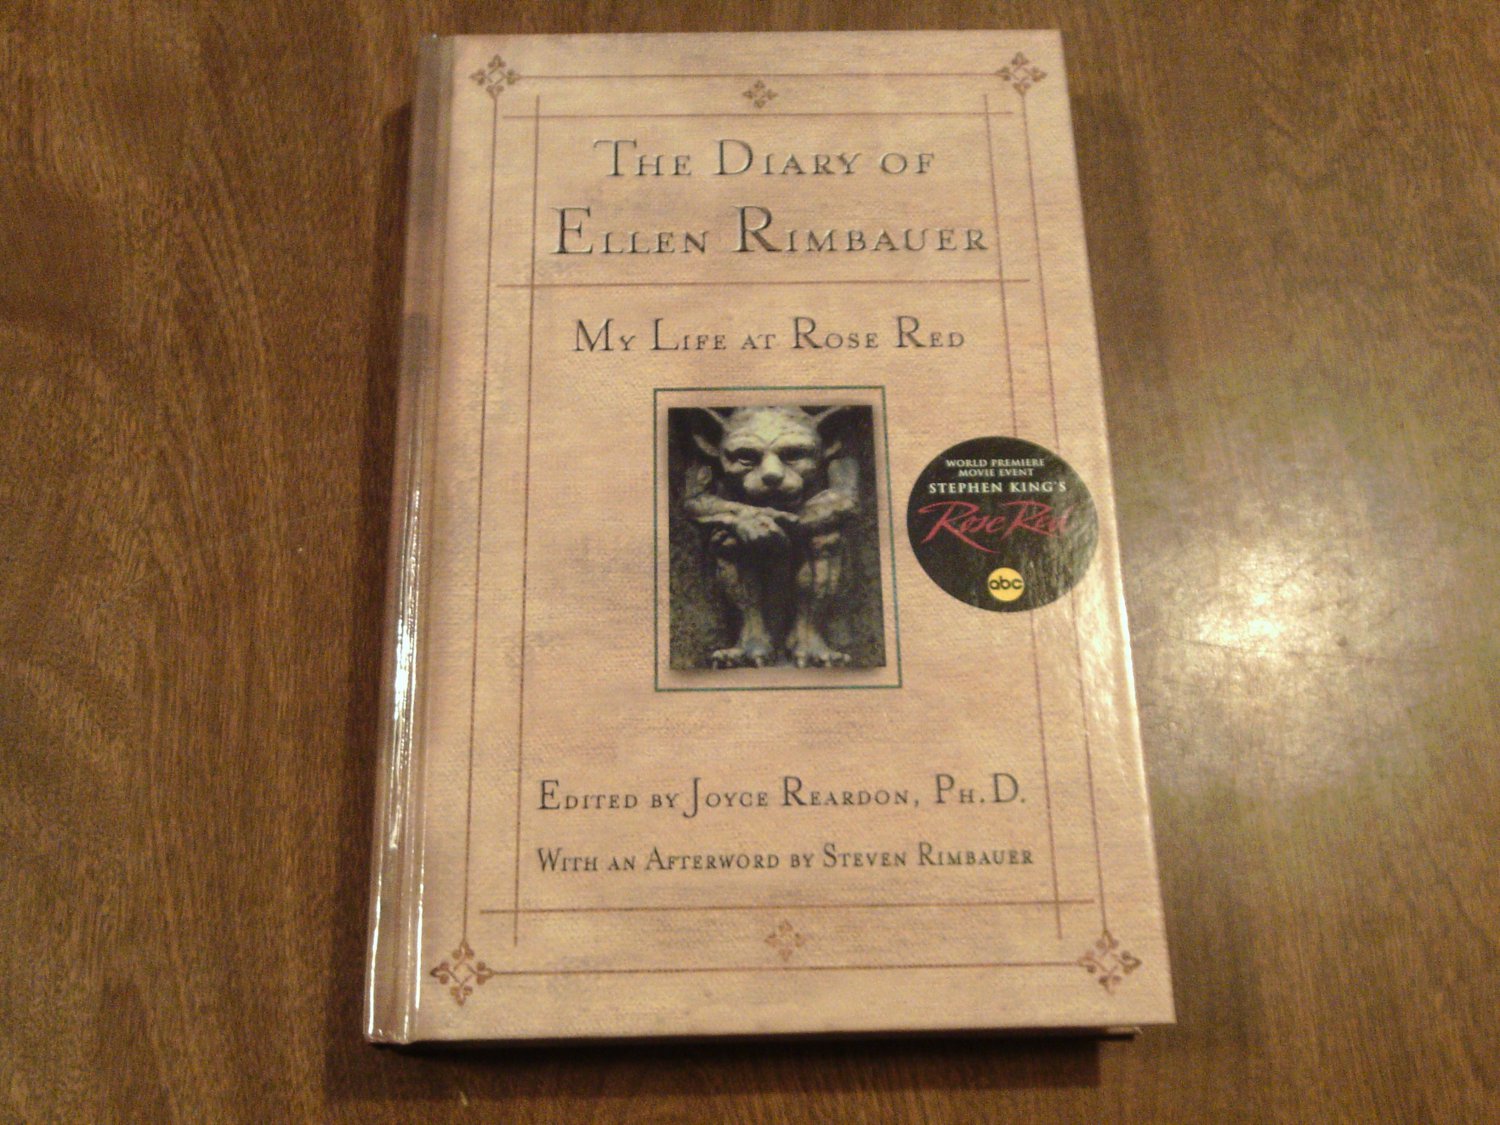 The Diary of
Ellen Rimbauer
My Life at Rose Red
WORLD PREMIERE
MOVIE EVENT
STEPHEN KING'S
Rose Red
abc
Edited by Joyce Reardon, Ph.D.
With an Afterword by Steven Rimbauer